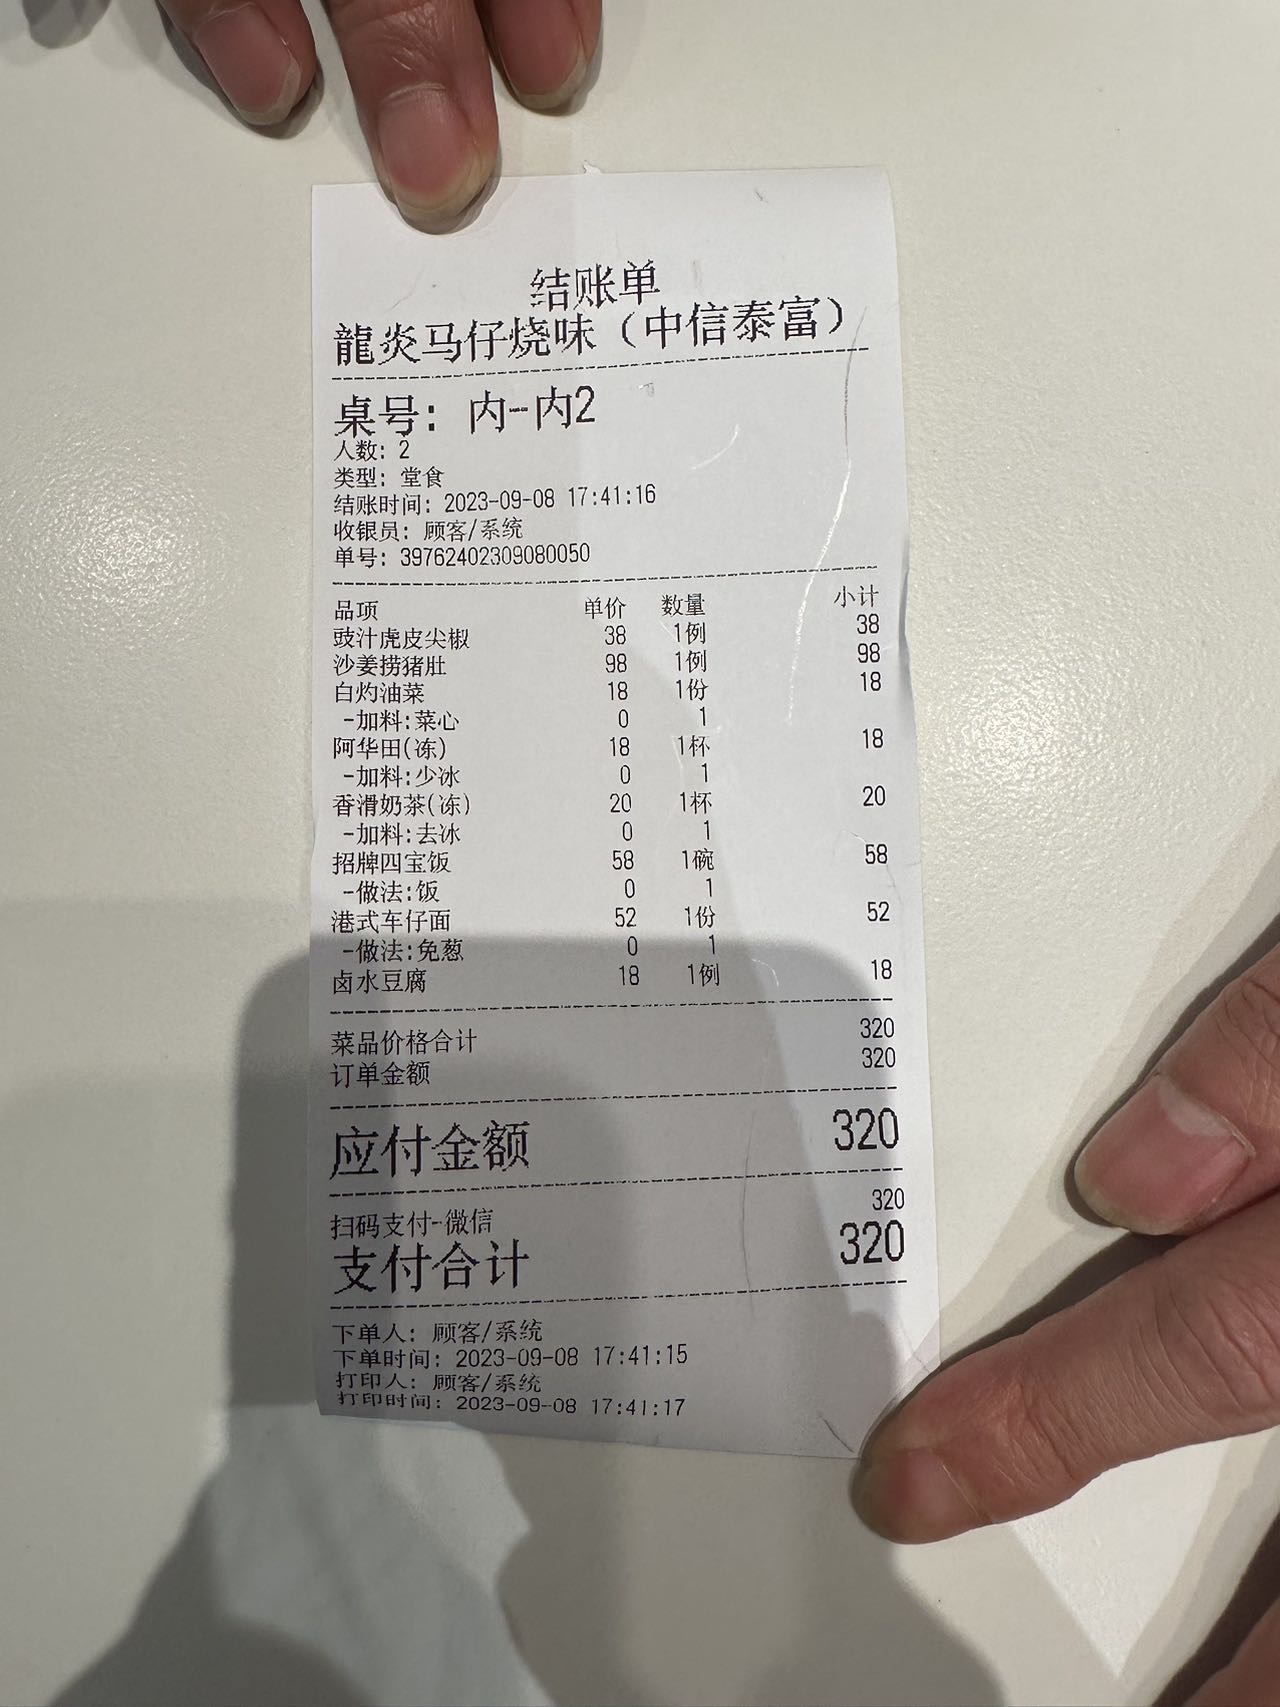 结账单
龍炎马仔烧味（中信泰富）
桌号: 内-内2
人数: 2
类型: 堂食
结账时间: 2023-09-08 17:41:16
收银员: 顾客/系统
单号: 39762402309080050
品项 单价 数量 小计
豉汁虎皮尖椒 38 1例 38
沙姜捞猪肚 98 1例 98
白灼油菜 18 1份 18
-加料:菜心 0 1
阿华田(冻) 18 1杯 18
-加料:少冰 0 1
香滑奶茶(冻) 20 1杯 20
-加料:去冰 0 1
招牌四宝饭 58 1碗 58
-做法:饭 0 1
港式车仔面 52 1份 52
-做法:免葱 0 1
卤水豆腐 18 1例 18
菜品价格合计 320
订单金额 320
应付金额 320
扫码支付-微信 320
支付合计 320
下单人: 顾客/系统
下单时间: 2023-09-08 17:41:15
打印人: 顾客/系统
打印时间: 2023-09-08 17:41:17